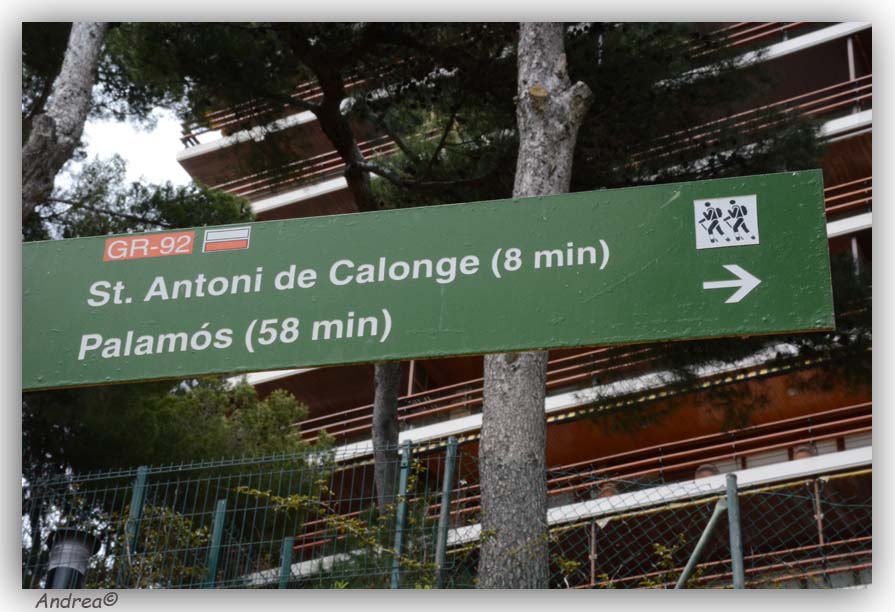 GR-92
St. Antoni de Calonge (8 min)
Palamós (58 min)
Andrea©